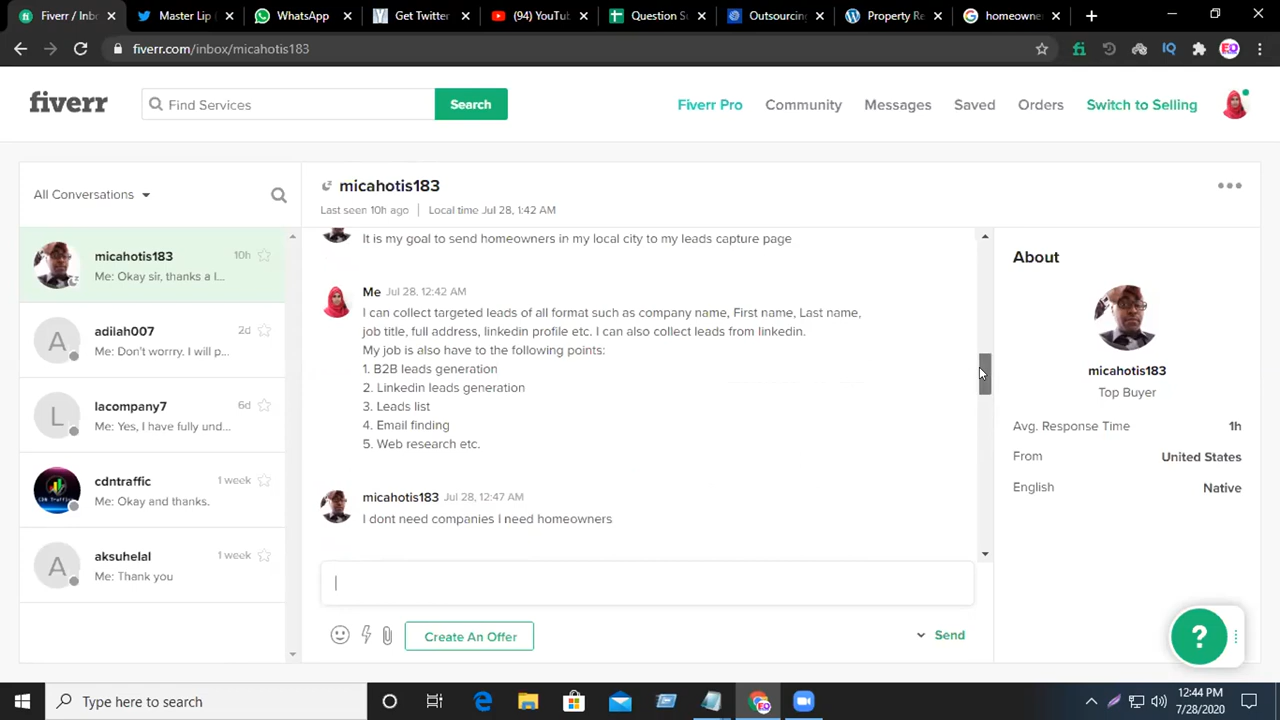 Fiverr / Inbo
Master Lip (
WhatsApp
Get Twitter
(94) YouTu
Question Su
Outsourcing
Property Re
homeowne
fiverr.com/inbox/micahotis183
fiverr
Find Services
Search
Fiverr Pro
Community
Messages
Saved
Orders
Switch to Selling
All Conversations
micahotis183
Last seen 10h ago
Local time Jul 28, 1:42 AM
micahotis183
10h
Me: Okay sir, thanks a l...
A
adilah007
2d
Me: Don't worrry. I will p...
L
lacompany7
6d
Me: Yes, I have fully und...
cdntraffic
1 week
Me: Okay and thanks.
A
aksuhelal
1 week
Me: Thank you
It is my goal to send homeowners in my local city to my leads capture page
Me Jul 28, 12:42 AM
I can collect targeted leads of all format such as company name, First name, Last name,
job title, full address, linkedin profile etc. I can also collect leads from linkedin.
My job is also have to the following points:
1. B2B leads generation
2. Linkedin leads generation
3. Leads list
4. Email finding
5. Web research etc.
micahotis183 Jul 28, 12:47 AM
I dont need companies I need homeowners
Create An Offer
Send
About
micahotis183
Top Buyer
Avg. Response Time 1h
From United States
English Native
?
Type here to search
12:44 PM
7/28/2020